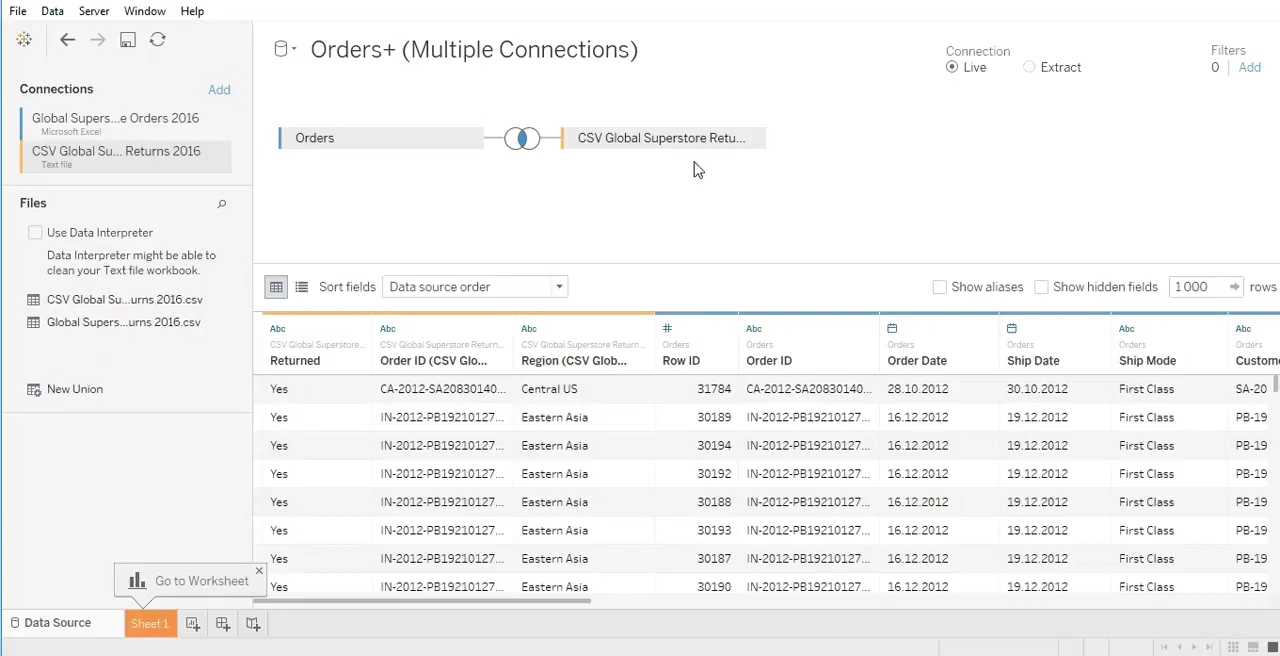 File Data Server Window Help
Orders+ (Multiple Connections)
Connection
Live Extract
Filters
0 Add
Connections Add
Global Supers...e Orders 2016
Microsoft Excel
CSV Global Su... Returns 2016
Text file
Orders CSV Global Superstore Retu...
Files
Use Data Interpreter
Data Interpreter might be able to
clean your Text file workbook.
CSV Global Su...urns 2016.csv
Global Supers...urns 2016.csv
New Union
Sort fields Data source order Show aliases Show hidden fields 1 000 rows
Abc Abc Abc # Abc Abc Abc
CSV Global Superstore... CSV Global Superstore Return... CSV Global Superstore Return... Orders Orders Orders Orders Orders Orders
Returned Order ID (CSV Glo... Region (CSV Glob... Row ID Order ID Order Date Ship Date Ship Mode Custome
Yes CA-2012-SA20830140... Central US 31784 CA-2012-SA20830140... 28.10.2012 30.10.2012 First Class SA-20
Yes IN-2012-PB19210127... Eastern Asia 30189 IN-2012-PB19210127... 16.12.2012 19.12.2012 First Class PB-19
Yes IN-2012-PB19210127... Eastern Asia 30194 IN-2012-PB19210127... 16.12.2012 19.12.2012 First Class PB-19
Yes IN-2012-PB19210127... Eastern Asia 30192 IN-2012-PB19210127... 16.12.2012 19.12.2012 First Class PB-19
Yes IN-2012-PB19210127... Eastern Asia 30188 IN-2012-PB19210127... 16.12.2012 19.12.2012 First Class PB-19
Yes IN-2012-PB19210127... Eastern Asia 30193 IN-2012-PB19210127... 16.12.2012 19.12.2012 First Class PB-19
Yes IN-2012-PB19210127... Eastern Asia 30187 IN-2012-PB19210127... 16.12.2012 19.12.2012 First Class PB-19
Yes IN-2012-PB19210127... Eastern Asia 30190 IN-2012-PB19210127... 16.12.2012 19.12.2012 First Class PB-19
Go to Worksheet
Data Source Sheet 1